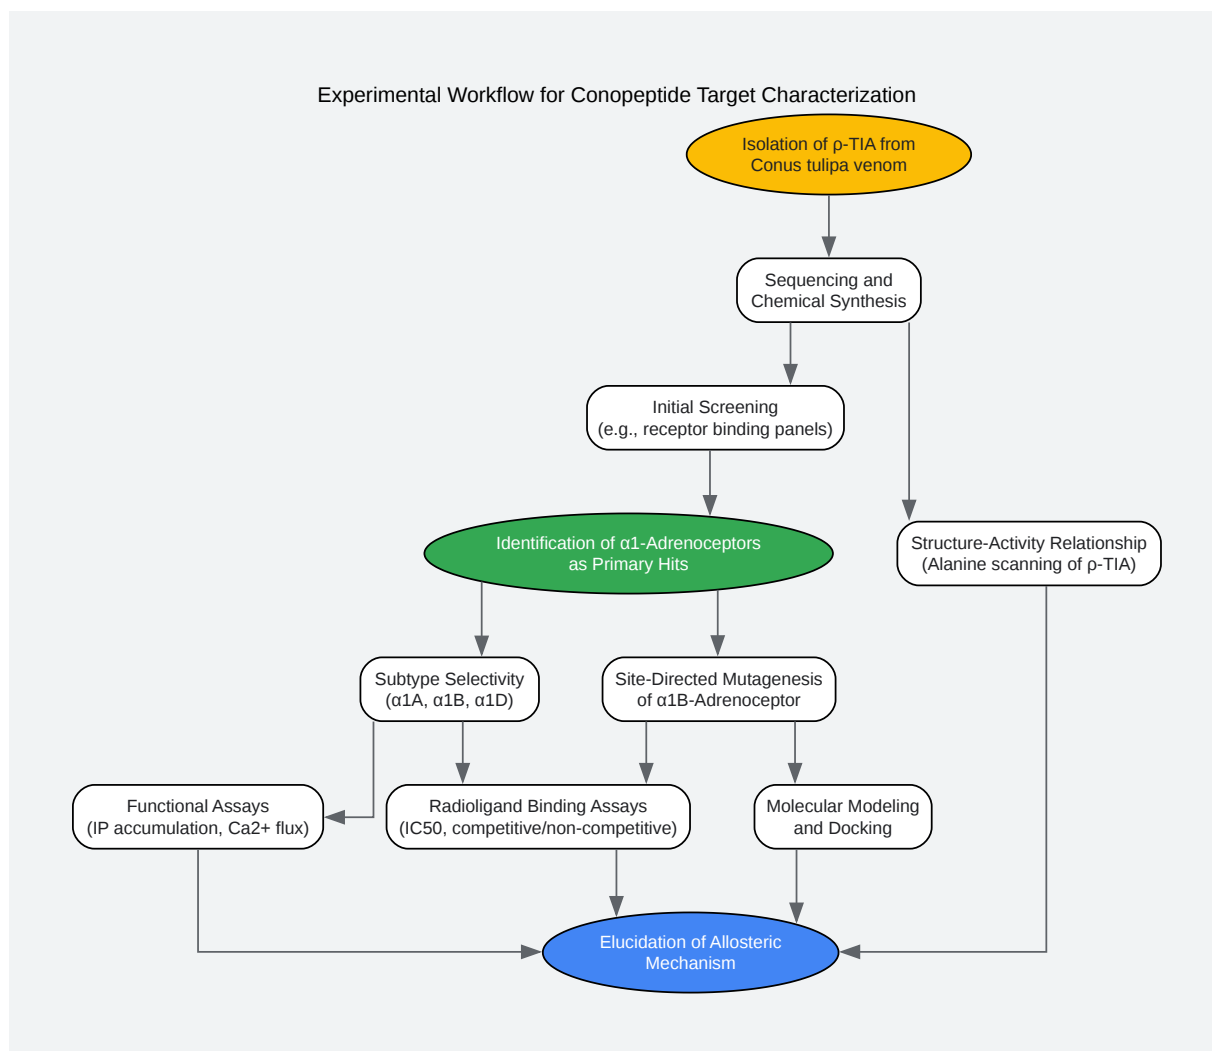 Experimental Workflow for Conopeptide Target Characterization
Isolation of ρ-TIA from
Conus tulipa venom
Sequencing and
Chemical Synthesis
Initial Screening
(e.g., receptor binding panels)
Identification of α1-Adrenoceptors
as Primary Hits
Structure-Activity Relationship
(Alanine scanning of ρ-TIA)
Subtype Selectivity
(α1A, α1B, α1D)
Site-Directed Mutagenesis
of α1B-Adrenoceptor
Functional Assays
(IP accumulation, Ca2+ flux)
Radioligand Binding Assays
(IC50, competitive/non-competitive)
Molecular Modeling
and Docking
Elucidation of Allosteric
Mechanism